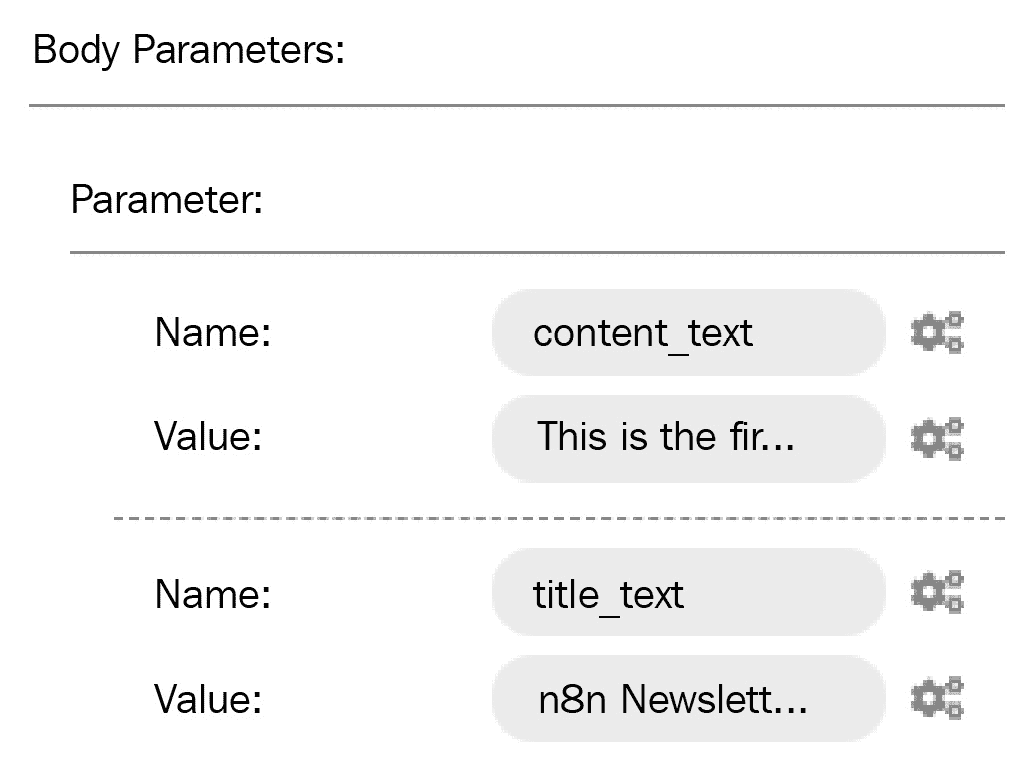 Body Parameters:
Parameter:
Name: content_text
Value: This is the fir...
Name: title_text
Value: n8n Newslett...